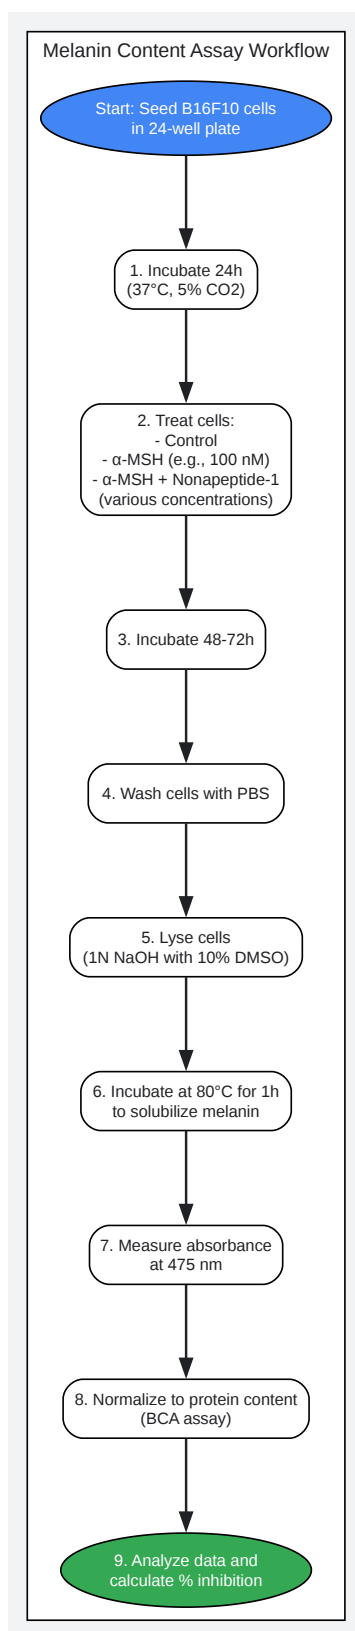 Melanin Content Assay Workflow
Start: Seed B16F10 cells
in 24-well plate
1. Incubate 24h
(37°C, 5% CO2)
2. Treat cells:
- Control
- α-MSH (e.g., 100 nM)
- α-MSH + Nonapeptide-1
(various concentrations)
3. Incubate 48-72h
4. Wash cells with PBS
5. Lyse cells
(1N NaOH with 10% DMSO)
6. Incubate at 80°C for 1h
to solubilize melanin
7. Measure absorbance
at 475 nm
8. Normalize to protein content
(BCA assay)
9. Analyze data and
calculate % inhibition